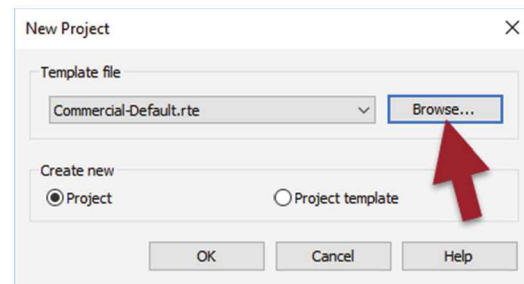 New Project
Template file
Commercial-Default.rte
Browse...
Create new
Project
Project template
OK
Cancel
Help